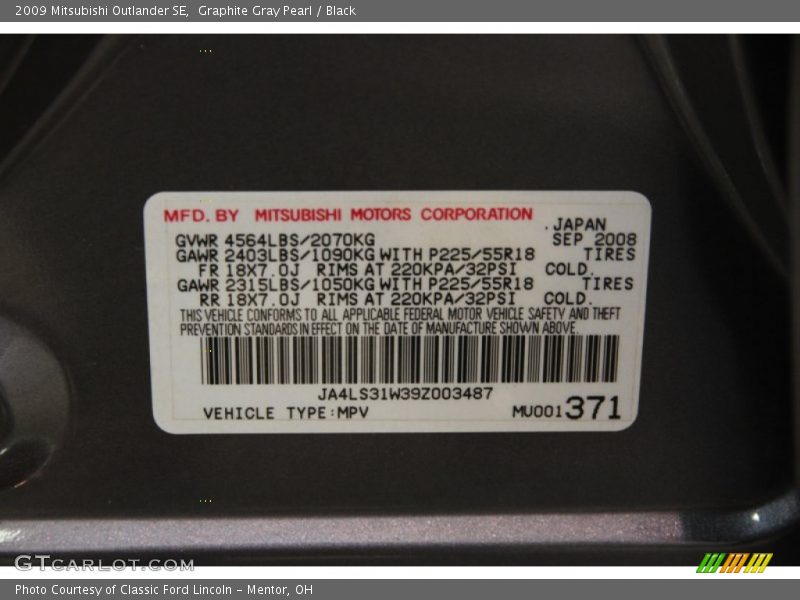 2009 Mitsubishi Outlander SE,  Graphite Gray Pearl / Black
MFD. BY MITSUBISHI MOTORS CORPORATION
.JAPAN
GVWR 4564LBS/2070KG SEP 2008
GAWR 2403LBS/1090KG WITH P225/55R18 TIRES
FR 18X7.0J RIMS AT 220KPA/32PSI COLD.
GAWR 2315LBS/1050KG WITH P225/55R18 TIRES
RR 18X7.0J RIMS AT 220KPA/32PSI COLD.
THIS VEHICLE CONFORMS TO ALL APPLICABLE FEDERAL MOTOR VEHICLE SAFETY AND THEFT
PREVENTION STANDARDS IN EFFECT ON THE DATE OF MANUFACTURE SHOWN ABOVE.
JA4LS31W39Z003487
VEHICLE TYPE:MPV MU001371
GTCARLOT.COM
Photo Courtesy of Classic Ford Lincoln – Mentor, OH